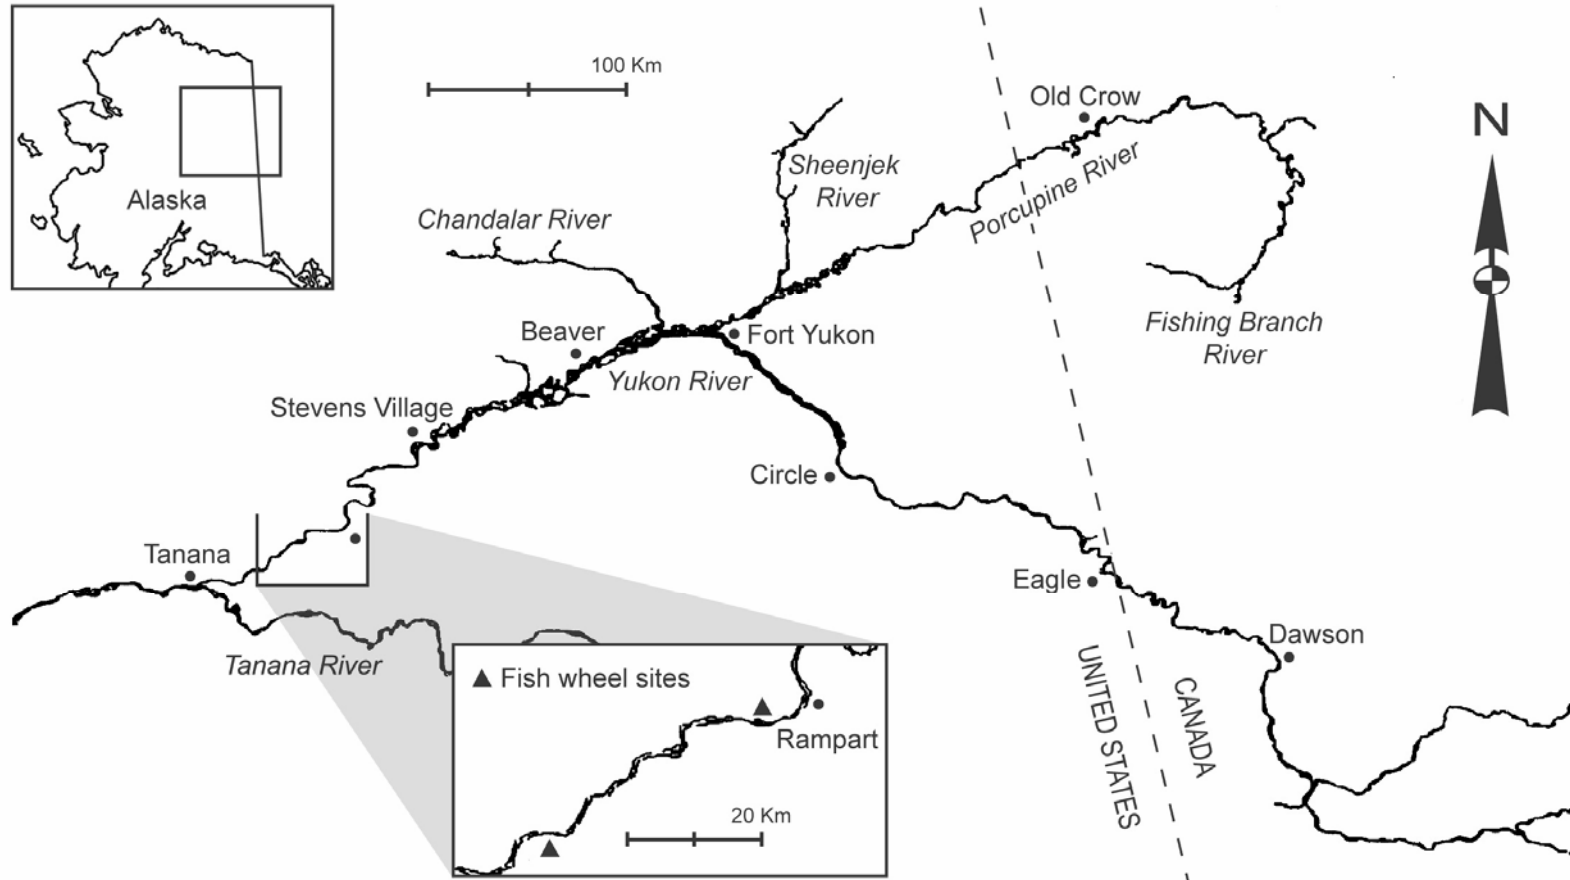 100 Km
Old Crow
N
Sheenjek
River
Porcupine River
Alaska
Chandalar River
Beaver
Fort Yukon
Fishing Branch
River
Yukon River
Stevens Village
Circle
Tanana
Eagle
Dawson
Tanana River
UNITED STATES
CANADA
Fish wheel sites
Rampart
20 Km